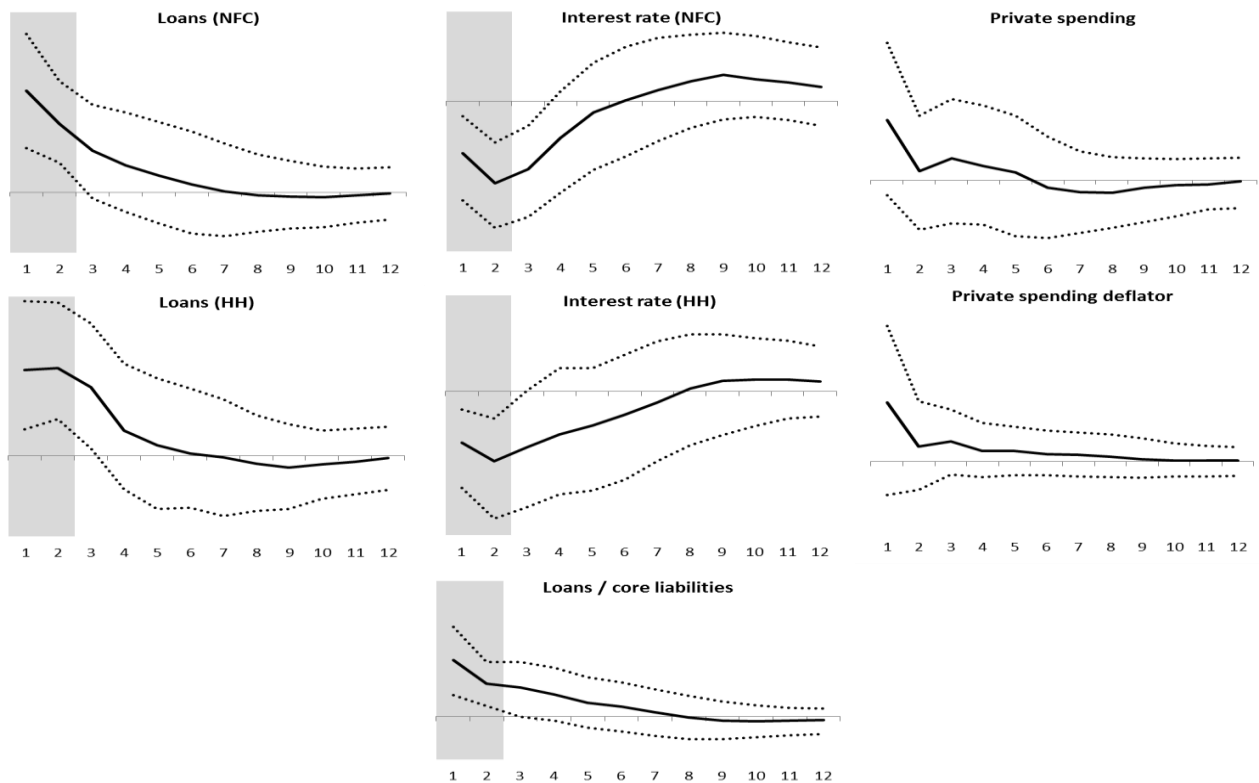 Loans (NFC)
1 2 3 4 5 6 7 8 9 10 11 12
Interest rate (NFC)
1 2 3 4 5 6 7 8 9 10 11 12
Private spending
1 2 3 4 5 6 7 8 9 10 11 12
Loans (HH)
1 2 3 4 5 6 7 8 9 10 11 12
Interest rate (HH)
1 2 3 4 5 6 7 8 9 10 11 12
Private spending deflator
1 2 3 4 5 6 7 8 9 10 11 12
Loans / core liabilities
1 2 3 4 5 6 7 8 9 10 11 12